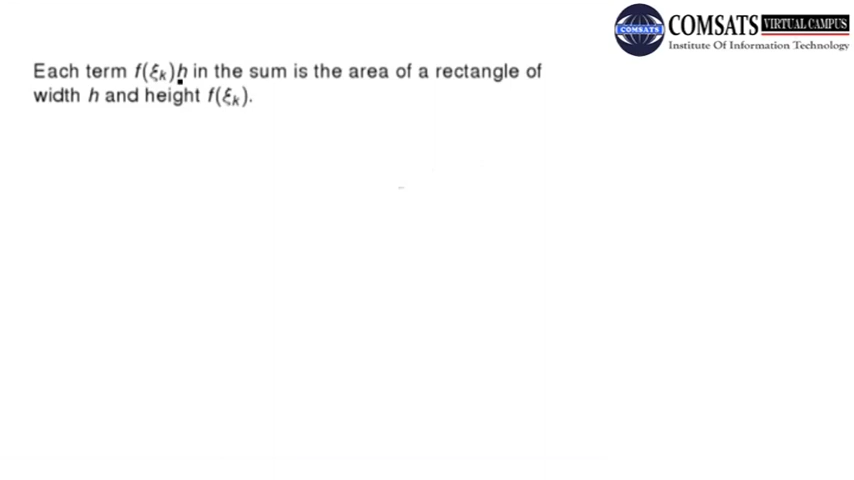 COMSATS VIRTUAL CAMPUS
Institute Of Information Technology
COMSATS
Each term f(ξₖ)h in the sum is the area of a rectangle of
width h and height f(ξₖ).